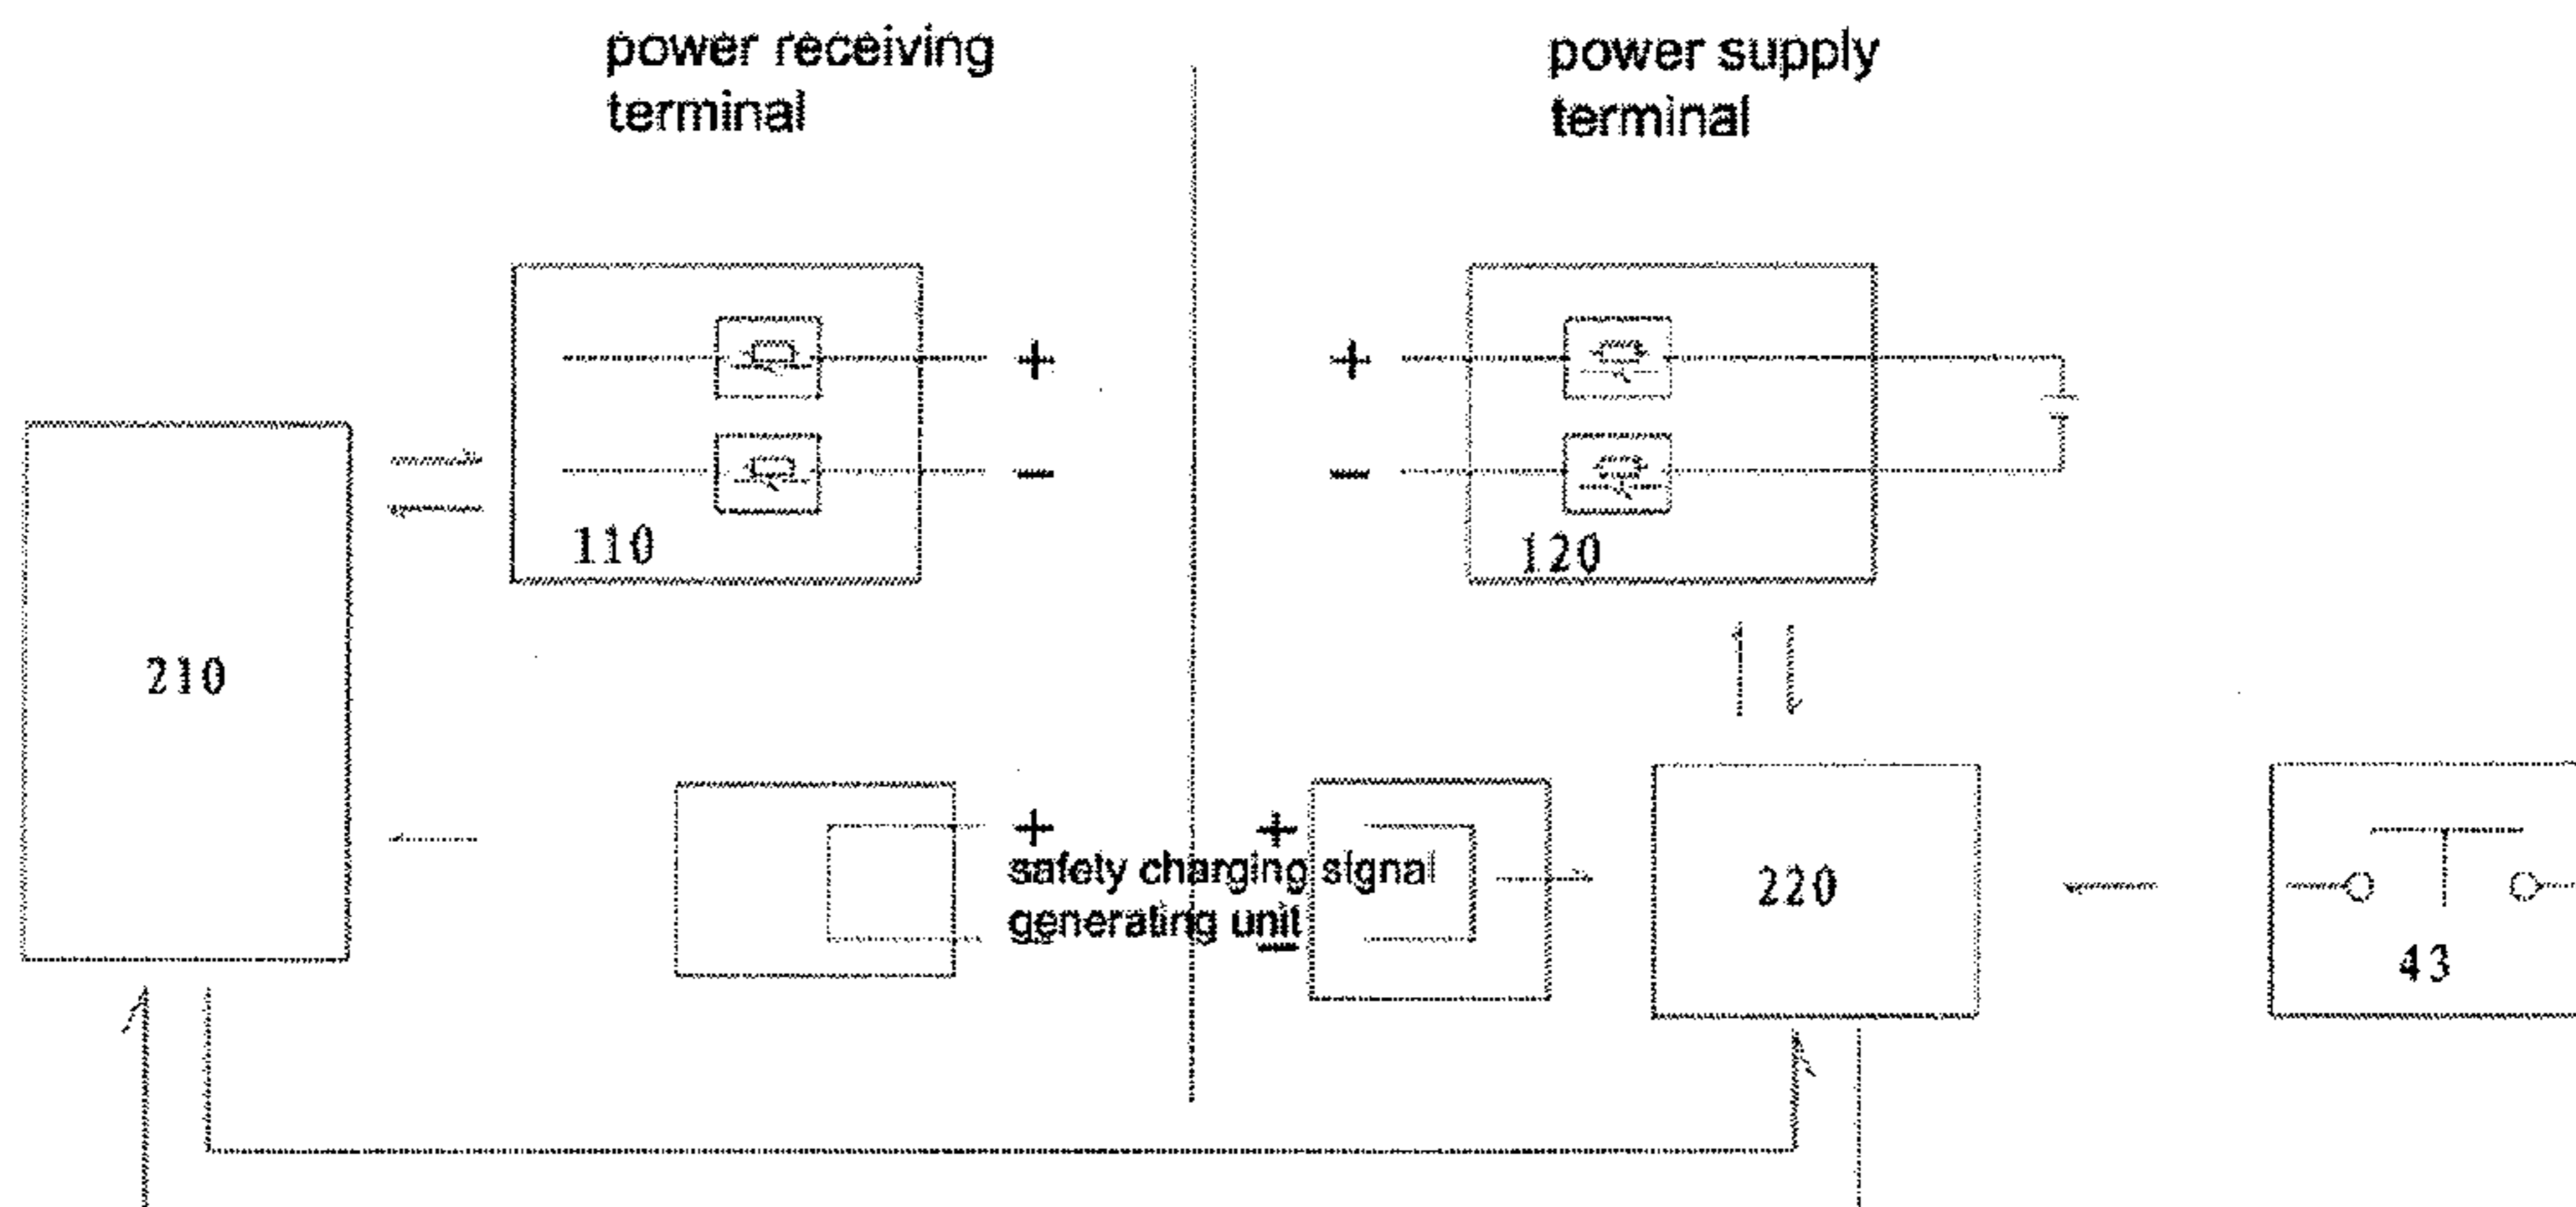 power receiving
terminal
power supply
terminal
+
+
-
-
110
120
210
+
+
safety charging signal
generating unit
-
220
43